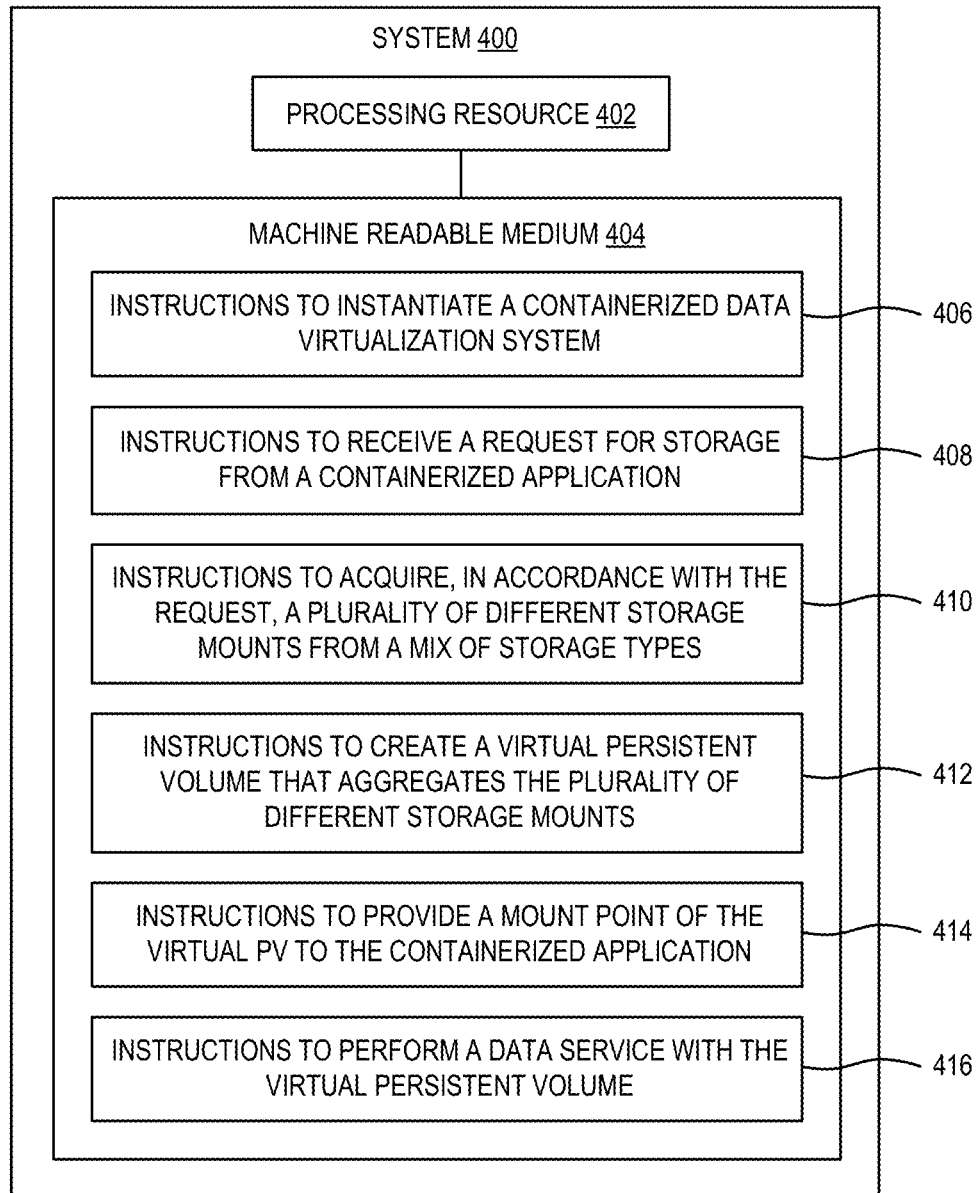 SYSTEM 400
PROCESSING RESOURCE 402
MACHINE READABLE MEDIUM 404
INSTRUCTIONS TO INSTANTIATE A CONTAINERIZED DATA
VIRTUALIZATION SYSTEM
406
INSTRUCTIONS TO RECEIVE A REQUEST FOR STORAGE
FROM A CONTAINERIZED APPLICATION
408
INSTRUCTIONS TO ACQUIRE, IN ACCORDANCE WITH THE
REQUEST, A PLURALITY OF DIFFERENT STORAGE
MOUNTS FROM A MIX OF STORAGE TYPES
410
INSTRUCTIONS TO CREATE A VIRTUAL PERSISTENT
VOLUME THAT AGGREGATES THE PLURALITY OF
DIFFERENT STORAGE MOUNTS
412
INSTRUCTIONS TO PROVIDE A MOUNT POINT OF THE
VIRTUAL PV TO THE CONTAINERIZED APPLICATION
414
INSTRUCTIONS TO PERFORM A DATA SERVICE WITH THE
VIRTUAL PERSISTENT VOLUME
416